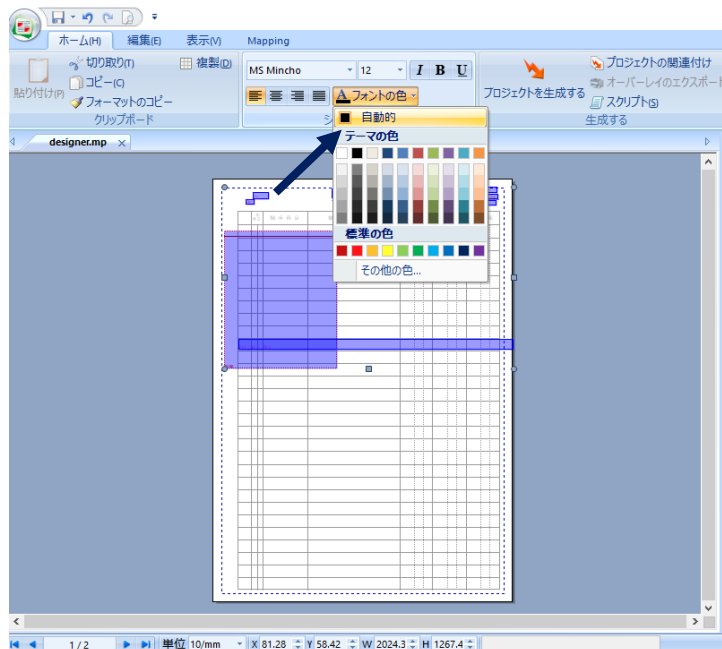 ホーム(H) 編集(E) 表示(V) Mapping
貼り付け(P)
切り取り(T)
コピー(C)
フォーマットのコピー
複製(D)
クリップボード
MS Mincho 12 I B U
A フォントの色
プロジェクトを生成する
プロジェクトの関連付け
オーバーレイのエクスポート
スクリプト(S)
生成する
自動的
テーマの色
標準の色
その他の色...
designer.mp
1 / 2 単位 10/mm X 81.28 Y 58.42 W 2024.3 H 1267.4